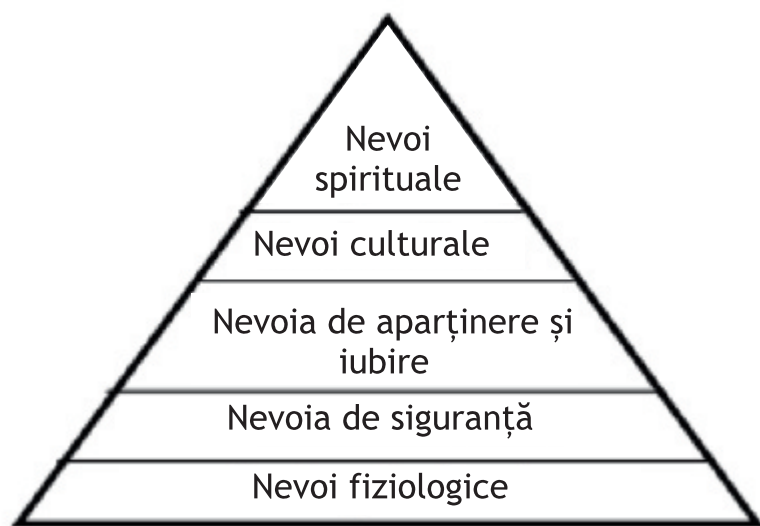 Nevoi
spirituale
Nevoi culturale
Nevoia de aparținere și
iubire
Nevoia de siguranță
Nevoi fiziologice